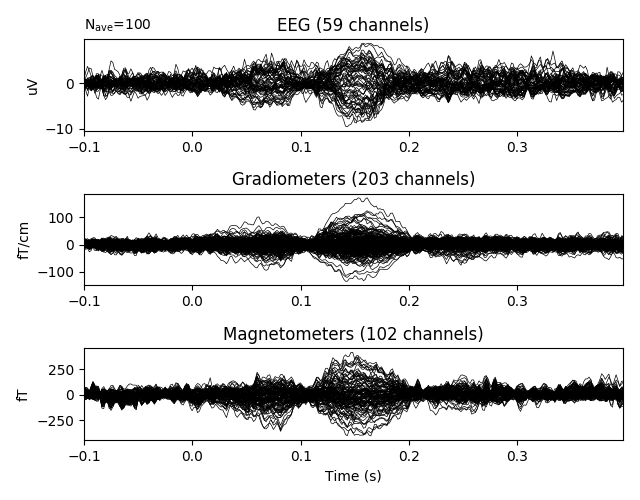 N_ave=100
EEG (59 channels)
uV
0
−10
−0.1 0.0 0.1 0.2 0.3
Gradiometers (203 channels)
fT/cm
100
0
−100
−0.1 0.0 0.1 0.2 0.3
Magnetometers (102 channels)
fT
250
0
−250
−0.1 0.0 0.1 0.2 0.3
Time (s)